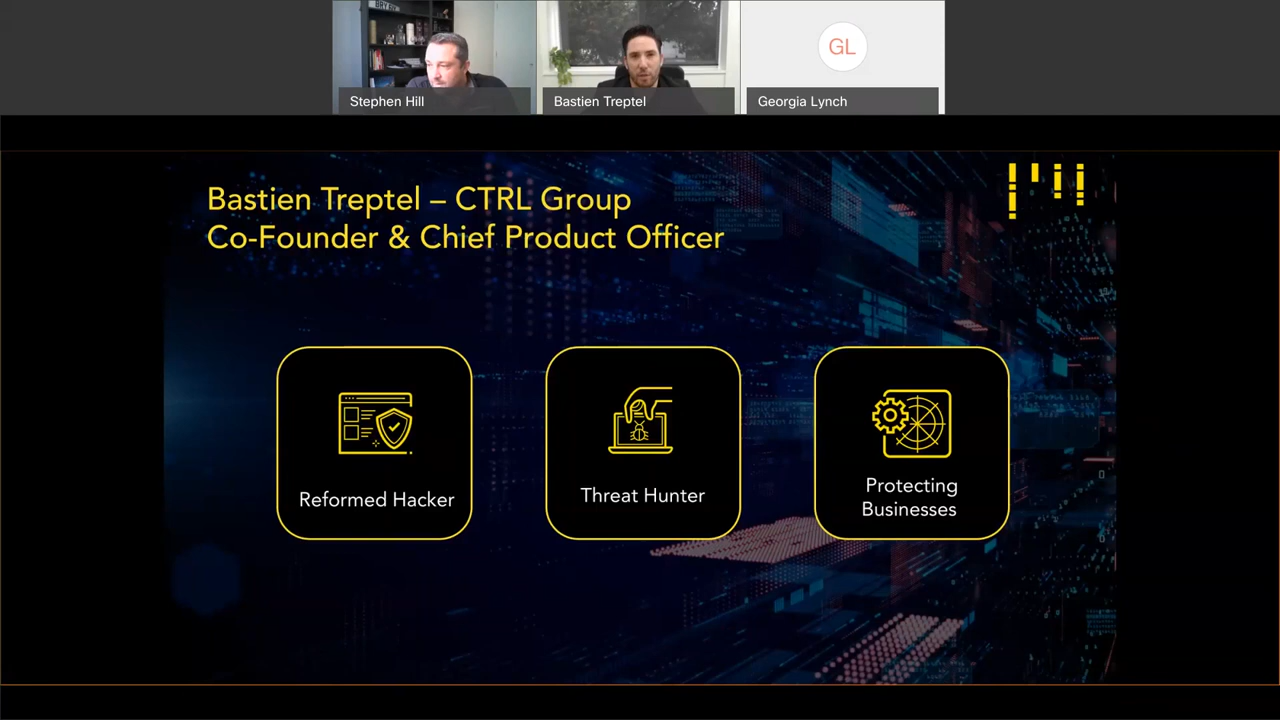 Stephen Hill
Bastien Treptel
GL
Georgia Lynch
Bastien Treptel – CTRL Group
Co-Founder & Chief Product Officer
Reformed Hacker
Threat Hunter
Protecting
Businesses